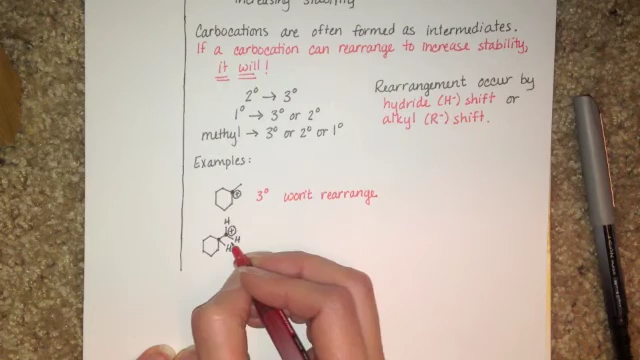 increasing stability
Carbocations are often formed as intermediates.
If a carbocation can rearrange to increase stability,
it will!
2° → 3°
1° → 3° or 2°
methyl → 3° or 2° or 1°
Rearrangement occur by
hydride (H⁻) shift or
alkyl (R⁻) shift.
Examples:
+
3° won't rearrange
H
+
H
H